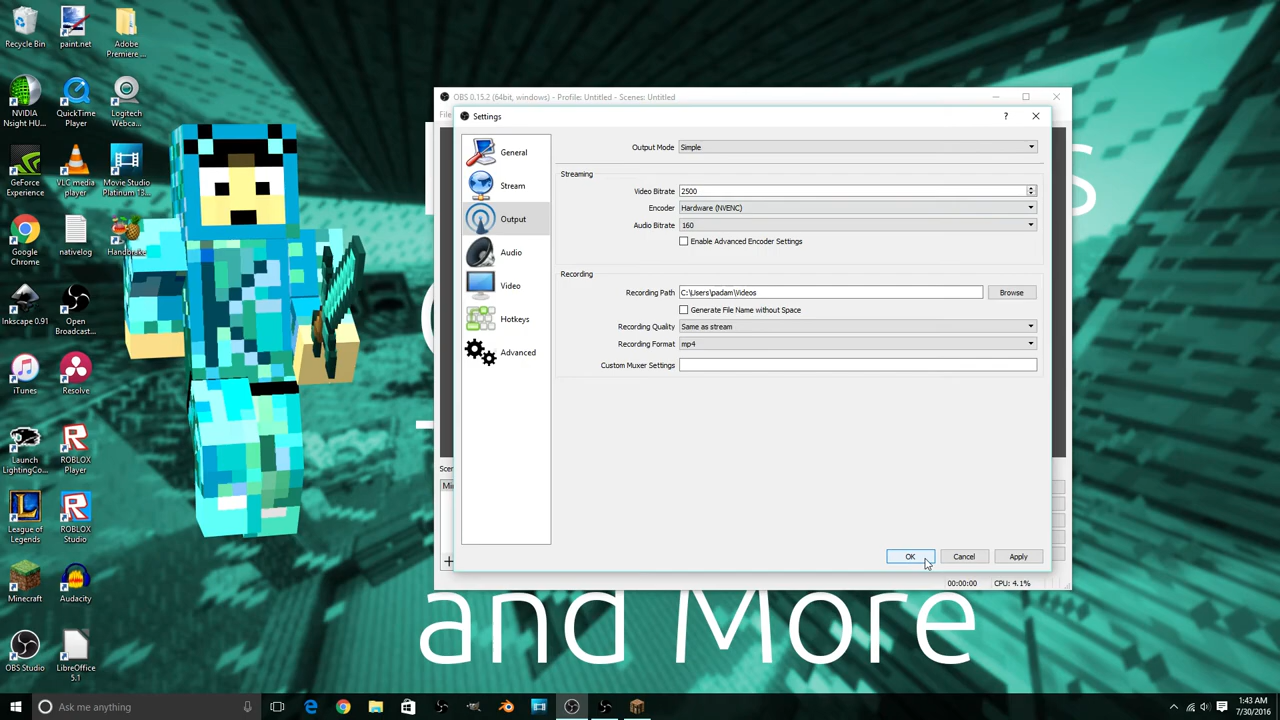 Recycle Bin
paint.net
Adobe
Premiere ...
NVIDIA
Nsight HU...
QuickTime
Player
Logitech
Webca...
GeForce
Experience
VLC media
player
Movie Studio
Platinum 13...
Google
Chrome
nativelog
Handbrake
Inkscape 0.91
Open
Broadcast...
iTunes
Resolve
Launch
LightingCo...
ROBLOX
Player
League of
Legends
ROBLOX
Studio
Minecraft
Audacity
OBS Studio
LibreOffice
5.1
OBS 0.15.2 (64bit, windows) - Profile: Untitled - Scenes: Untitled
File
Settings
?
General
Stream
Output
Audio
Video
Hotkeys
Advanced
Output Mode Simple
Streaming
Video Bitrate 2500
Encoder Hardware (NVENC)
Audio Bitrate 160
Enable Advanced Encoder Settings
Recording
Recording Path C:\Users\padam\Videos Browse
Generate File Name without Space
Recording Quality Same as stream
Recording Format mp4
Custom Muxer Settings
OK Cancel Apply
00:00:00 CPU: 4.1%
and More
Ask me anything
1:43 AM
7/30/2016